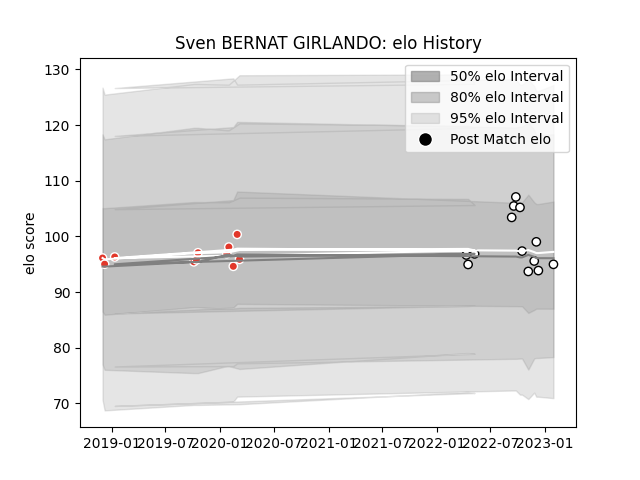 Sven BERNAT GIRLANDO: elo History
130
120
110
100
90
80
70
elo score
50% elo Interval
80% elo Interval
95% elo Interval
Post Match elo
2019-01 2019-07 2020-01 2020-07 2021-01 2021-07 2022-01 2022-07 2023-01